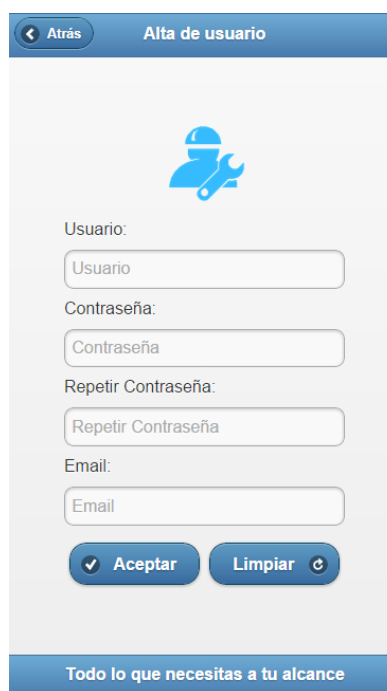 Atrás
Alta de usuario
Usuario:
Usuario
Contraseña:
Contraseña
Repetir Contraseña:
Repetir Contraseña
Email:
Email
Aceptar
Limpiar
Todo lo que necesitas a tu alcance